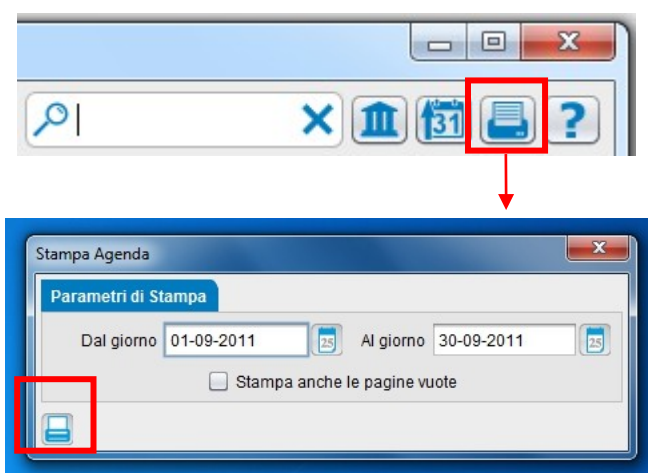 31
?
Stampa Agenda
Parametri di Stampa
Dal giorno 01-09-2011 25 Al giorno 30-09-2011 25
Stampa anche le pagine vuote